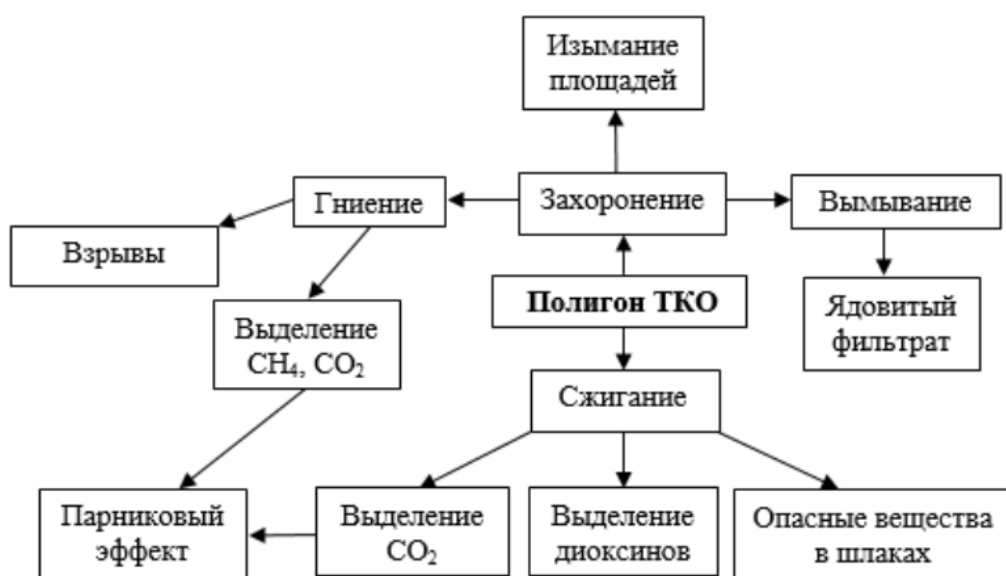 Изымание
площадей
Гниение
Захоронение
Вымывание
Взрывы
Полигон ТКО
Ядовитый
фильтрат
Выделение
CH₄, CO₂
Сжигание
Парниковый
эффект
Выделение
CO₂
Выделение
диоксинов
Опасные вещества
в шлаках